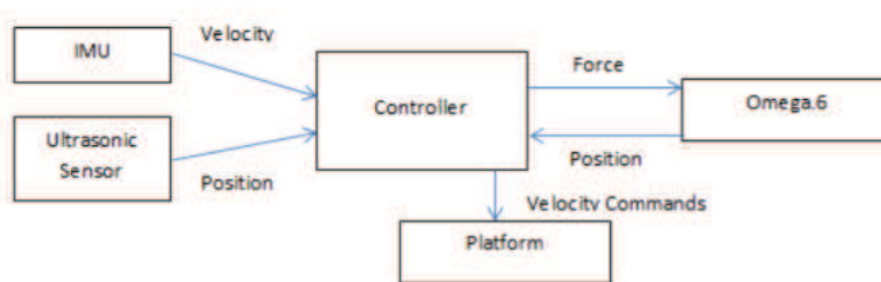 IMU
Velocity
Ultrasonic
Sensor
Position
Controller
Force
Position
Omega.6
Velocity Commands
Platform